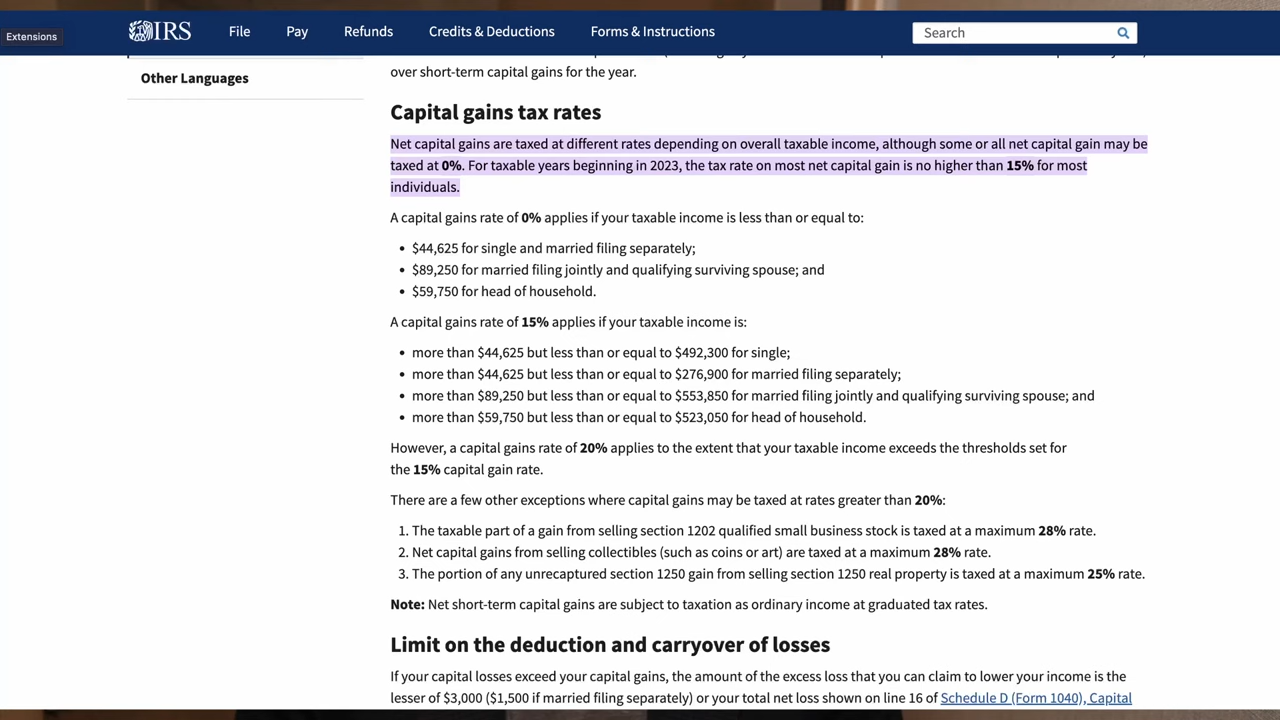 IRS
File
Pay
Refunds
Credits & Deductions
Forms & Instructions
Search
Extensions
Other Languages
over short-term capital gains for the year.
Capital gains tax rates
Net capital gains are taxed at different rates depending on overall taxable income, although some or all net capital gain may be
taxed at 0%. For taxable years beginning in 2023, the tax rate on most net capital gain is no higher than 15% for most
individuals.
A capital gains rate of 0% applies if your taxable income is less than or equal to:
• $44,625 for single and married filing separately;
• $89,250 for married filing jointly and qualifying surviving spouse; and
• $59,750 for head of household.
A capital gains rate of 15% applies if your taxable income is:
• more than $44,625 but less than or equal to $492,300 for single;
• more than $44,625 but less than or equal to $276,900 for married filing separately;
• more than $89,250 but less than or equal to $553,850 for married filing jointly and qualifying surviving spouse; and
• more than $59,750 but less than or equal to $523,050 for head of household.
However, a capital gains rate of 20% applies to the extent that your taxable income exceeds the thresholds set for
the 15% capital gain rate.
There are a few other exceptions where capital gains may be taxed at rates greater than 20%:
1. The taxable part of a gain from selling section 1202 qualified small business stock is taxed at a maximum 28% rate.
2. Net capital gains from selling collectibles (such as coins or art) are taxed at a maximum 28% rate.
3. The portion of any unrecaptured section 1250 gain from selling section 1250 real property is taxed at a maximum 25% rate.
Note: Net short-term capital gains are subject to taxation as ordinary income at graduated tax rates.
Limit on the deduction and carryover of losses
If your capital losses exceed your capital gains, the amount of the excess loss that you can claim to lower your income is the
lesser of $3,000 ($1,500 if married filing separately) or your total net loss shown on line 16 of Schedule D (Form 1040), Capital